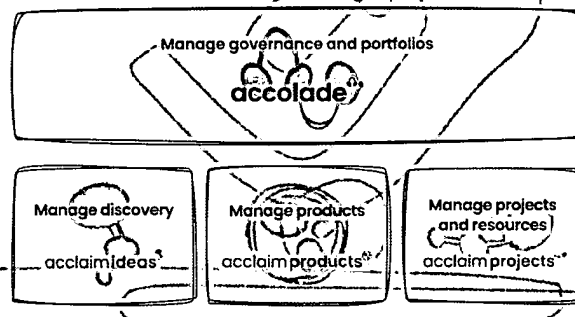 Manage governance and portfolios
accolade
Manage discovery
acclaim ideas
Manage products
acclaim products
Manage projects
and resources
acclaim projects